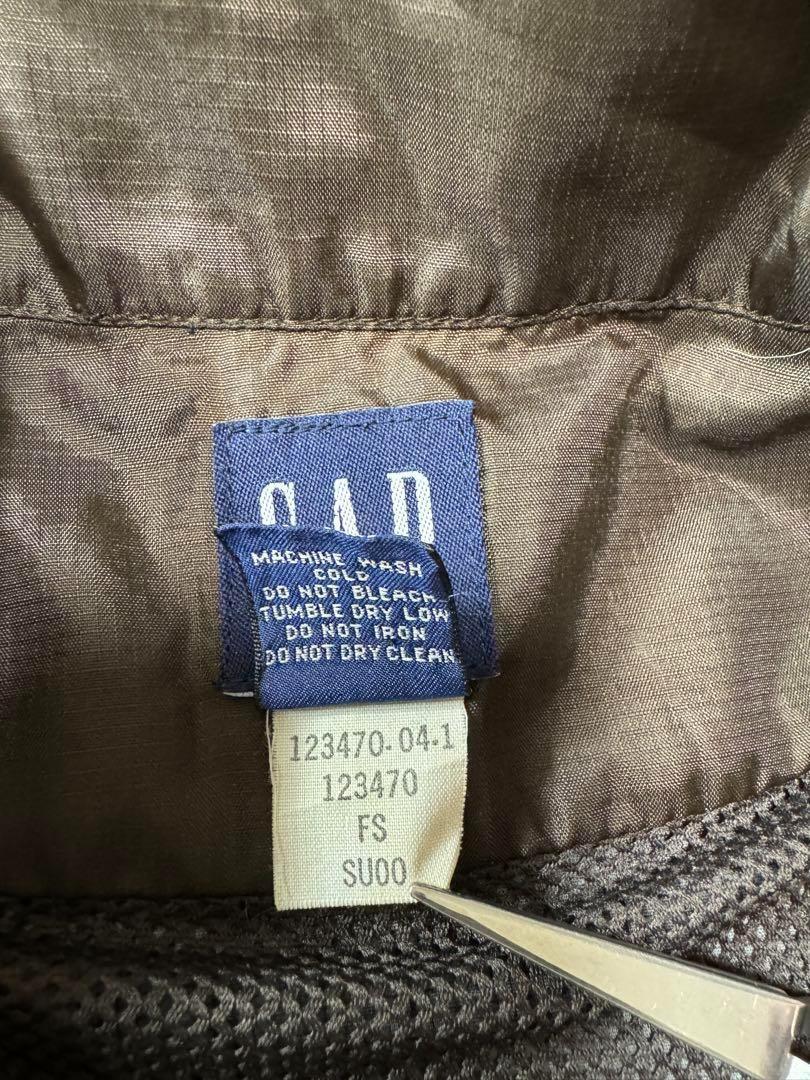 GAP
MACHINE WASH
COLD
DO NOT BLEACH
TUMBLE DRY LOW
DO NOT IRON
DO NOT DRY CLEAN
123470-04-1
123470
FS
SU00